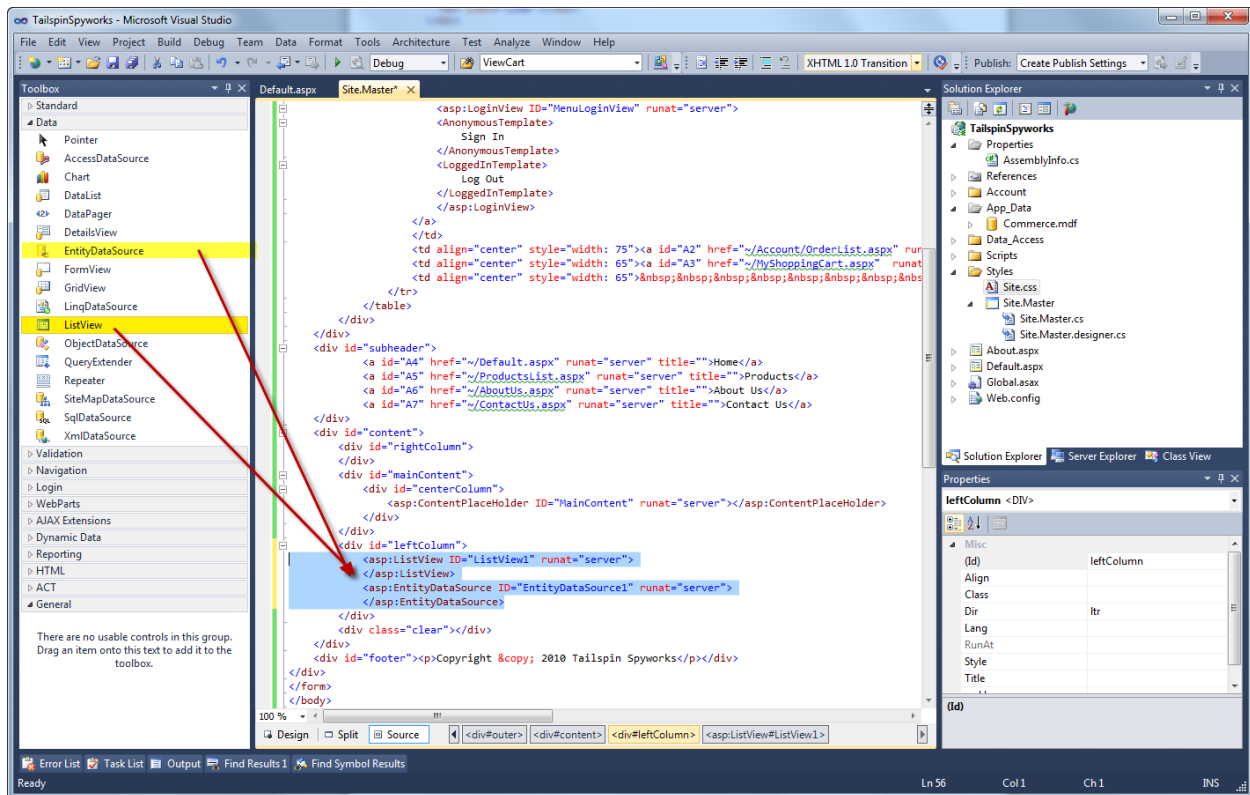 TailspinSpyworks - Microsoft Visual Studio
File Edit View Project Build Debug Team Data Format Tools Architecture Test Analyze Window Help
Debug ViewCart XHTML 1.0 Transition Publish: Create Publish Settings
Toolbox
Standard
Data
Pointer
AccessDataSource
Chart
DataList
DataPager
DetailsView
EntityDataSource
FormView
GridView
LinqDataSource
ListView
ObjectDataSource
QueryExtender
Repeater
SiteMapDataSource
SqlDataSource
XmlDataSource
Validation
Navigation
Login
WebParts
AJAX Extensions
Dynamic Data
Reporting
HTML
ACT
General
There are no usable controls in this group.
Drag an item onto this text to add it to the
toolbox.
Default.aspx Site.Master*
<asp:LoginView ID="MenuLoginView" runat="server">
<AnonymousTemplate>
Sign In
</AnonymousTemplate>
<LoggedInTemplate>
Log Out
</LoggedInTemplate>
</asp:LoginView>
</a>
</td>
<td align="center" style="width: 75"><a id="A2" href="~/Account/OrderList.aspx" run
<td align="center" style="width: 65"><a id="A3" href="~/MyShoppingCart.aspx" runat
<td align="center" style="width: 65">&nbsp;&nbsp;&nbsp;&nbsp;&nbsp;&nbsp;&nbs
</tr>
</table>
</div>
</div>
<div id="subheader">
<a id="A4" href="~/Default.aspx" runat="server" title="">Home</a>
<a id="A5" href="~/ProductsList.aspx" runat="server" title="">Products</a>
<a id="A6" href="~/AboutUs.aspx" runat="server" title="">About Us</a>
<a id="A7" href="~/ContactUs.aspx" runat="server" title="">Contact Us</a>
</div>
<div id="content">
<div id="rightColumn">
</div>
<div id="mainContent">
<div id="centerColumn">
<asp:ContentPlaceHolder ID="MainContent" runat="server"></asp:ContentPlaceHolder>
</div>
</div>
<div id="leftColumn">
<asp:ListView ID="ListView1" runat="server">
</asp:ListView>
<asp:EntityDataSource ID="EntityDataSource1" runat="server">
</asp:EntityDataSource>
</div>
<div class="clear"></div>
</div>
<div id="footer"><p>Copyright &copy; 2010 Tailspin Spyworks</p></div>
</div>
</form>
</body>
100 %
Design Split Source <div#outer> <div#content> <div#leftColumn> <asp:ListView#ListView1>
Solution Explorer
TailspinSpyworks
Properties
AssemblyInfo.cs
References
Account
App_Data
Commerce.mdf
Data_Access
Scripts
Styles
Site.css
Site.Master
Site.Master.cs
Site.Master.designer.cs
About.aspx
Default.aspx
Global.asax
Web.config
Solution Explorer Server Explorer Class View
Properties
leftColumn <DIV>
Misc
(Id) leftColumn
Align
Class
Dir ltr
Lang
RunAt
Style
Title
(Id)
Error List Task List Output Find Results 1 Find Symbol Results
Ready Ln 56 Col 1 Ch 1 INS